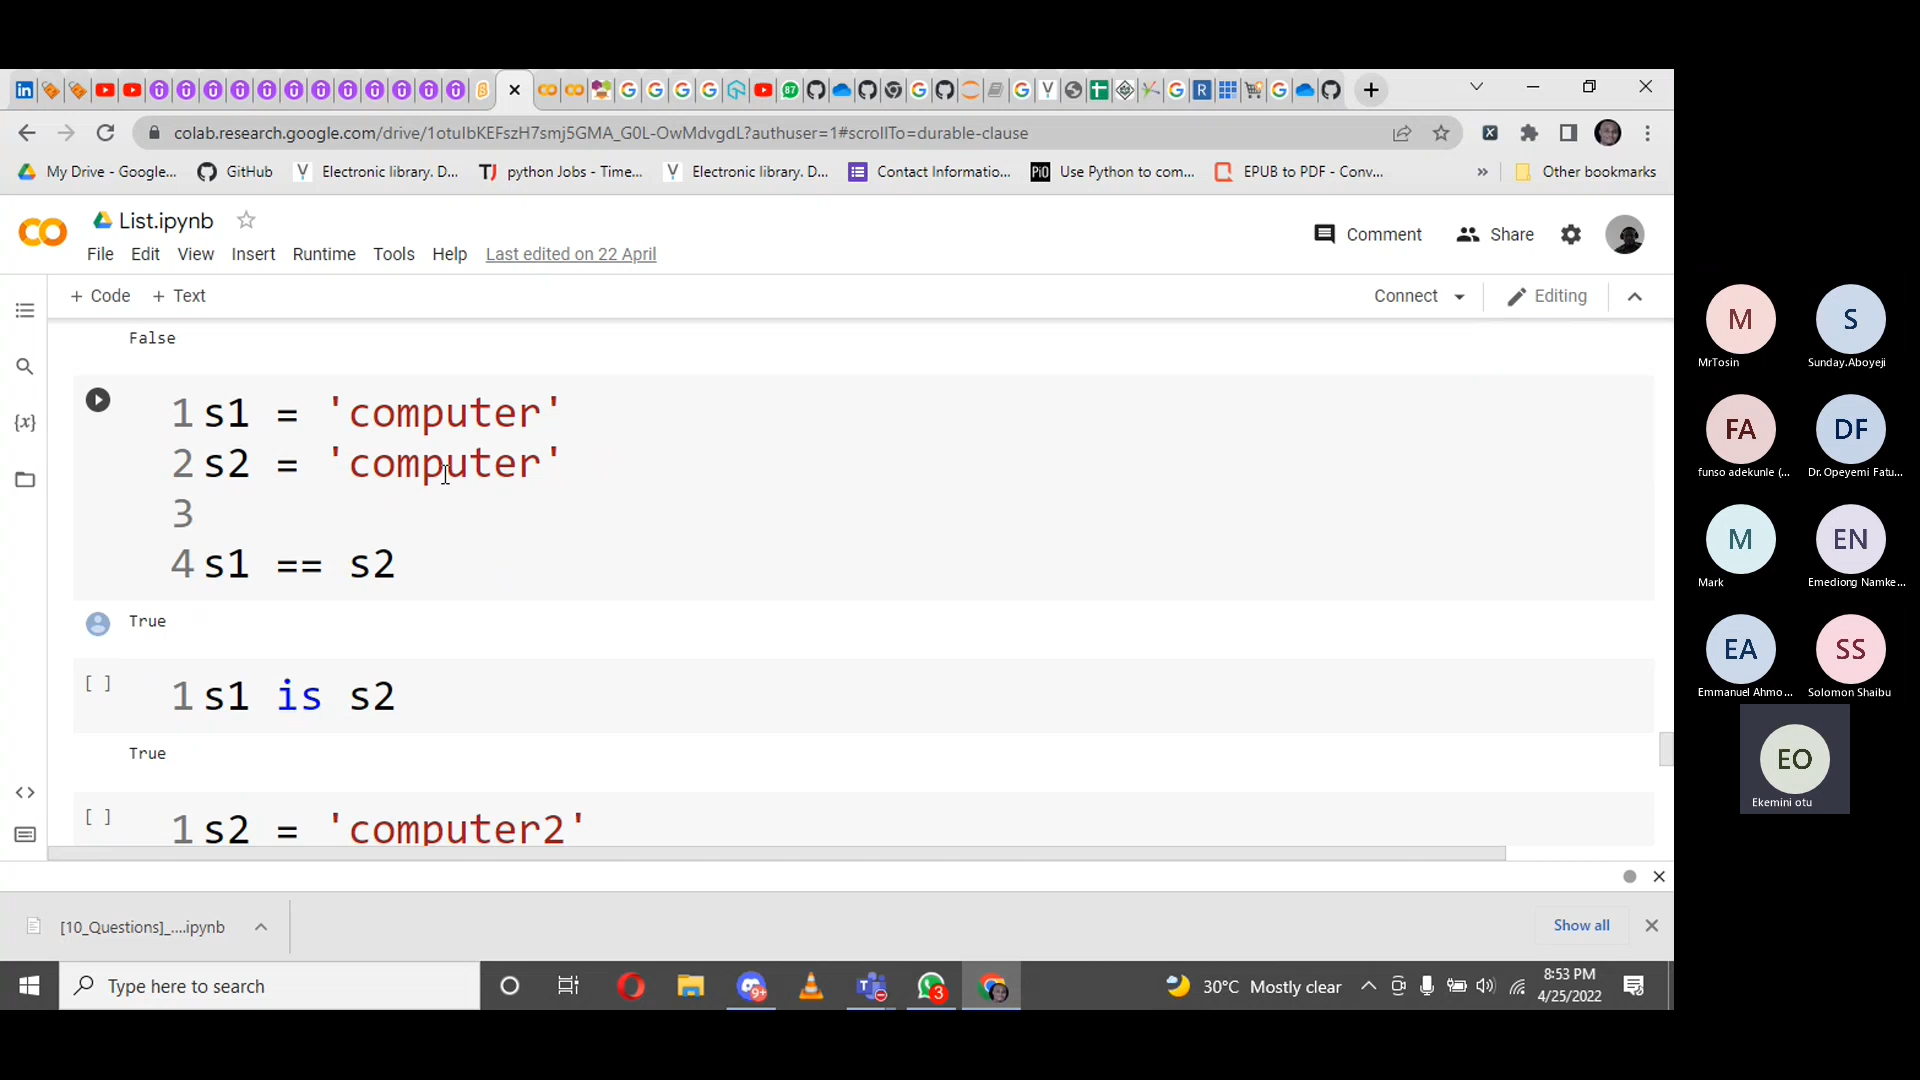 colab.research.google.com/drive/1otulbKEFszH7smj5GMA_G0L-OwMdvgdL?authuser=1#scrollTo=durable-clause
My Drive - Google... GitHub Electronic library. D... python Jobs - Time... Electronic library. D... Contact Informatio... Use Python to com... EPUB to PDF - Conv... » Other bookmarks
List.ipynb
Comment Share
File Edit View Insert Runtime Tools Help Last edited on 22 April
+ Code + Text Connect Editing
False
1 s1 = 'computer'
2 s2 = 'computer'
3
4 s1 == s2
True
[ ] 1 s1 is s2
True
[ ] 1 s2 = 'computer2'
[10_Questions]_....ipynb Show all
Type here to search 9+ 3 30°C Mostly clear 8:53 PM
4/25/2022
M S
MrTosin Sunday.Aboyeji
FA DF
funso adekunle (... Dr. Opeyemi Fatu...
M EN
Mark Emediong Namke...
EA SS
Emmanuel Ahmo... Solomon Shaibu
EO
Ekemini otu